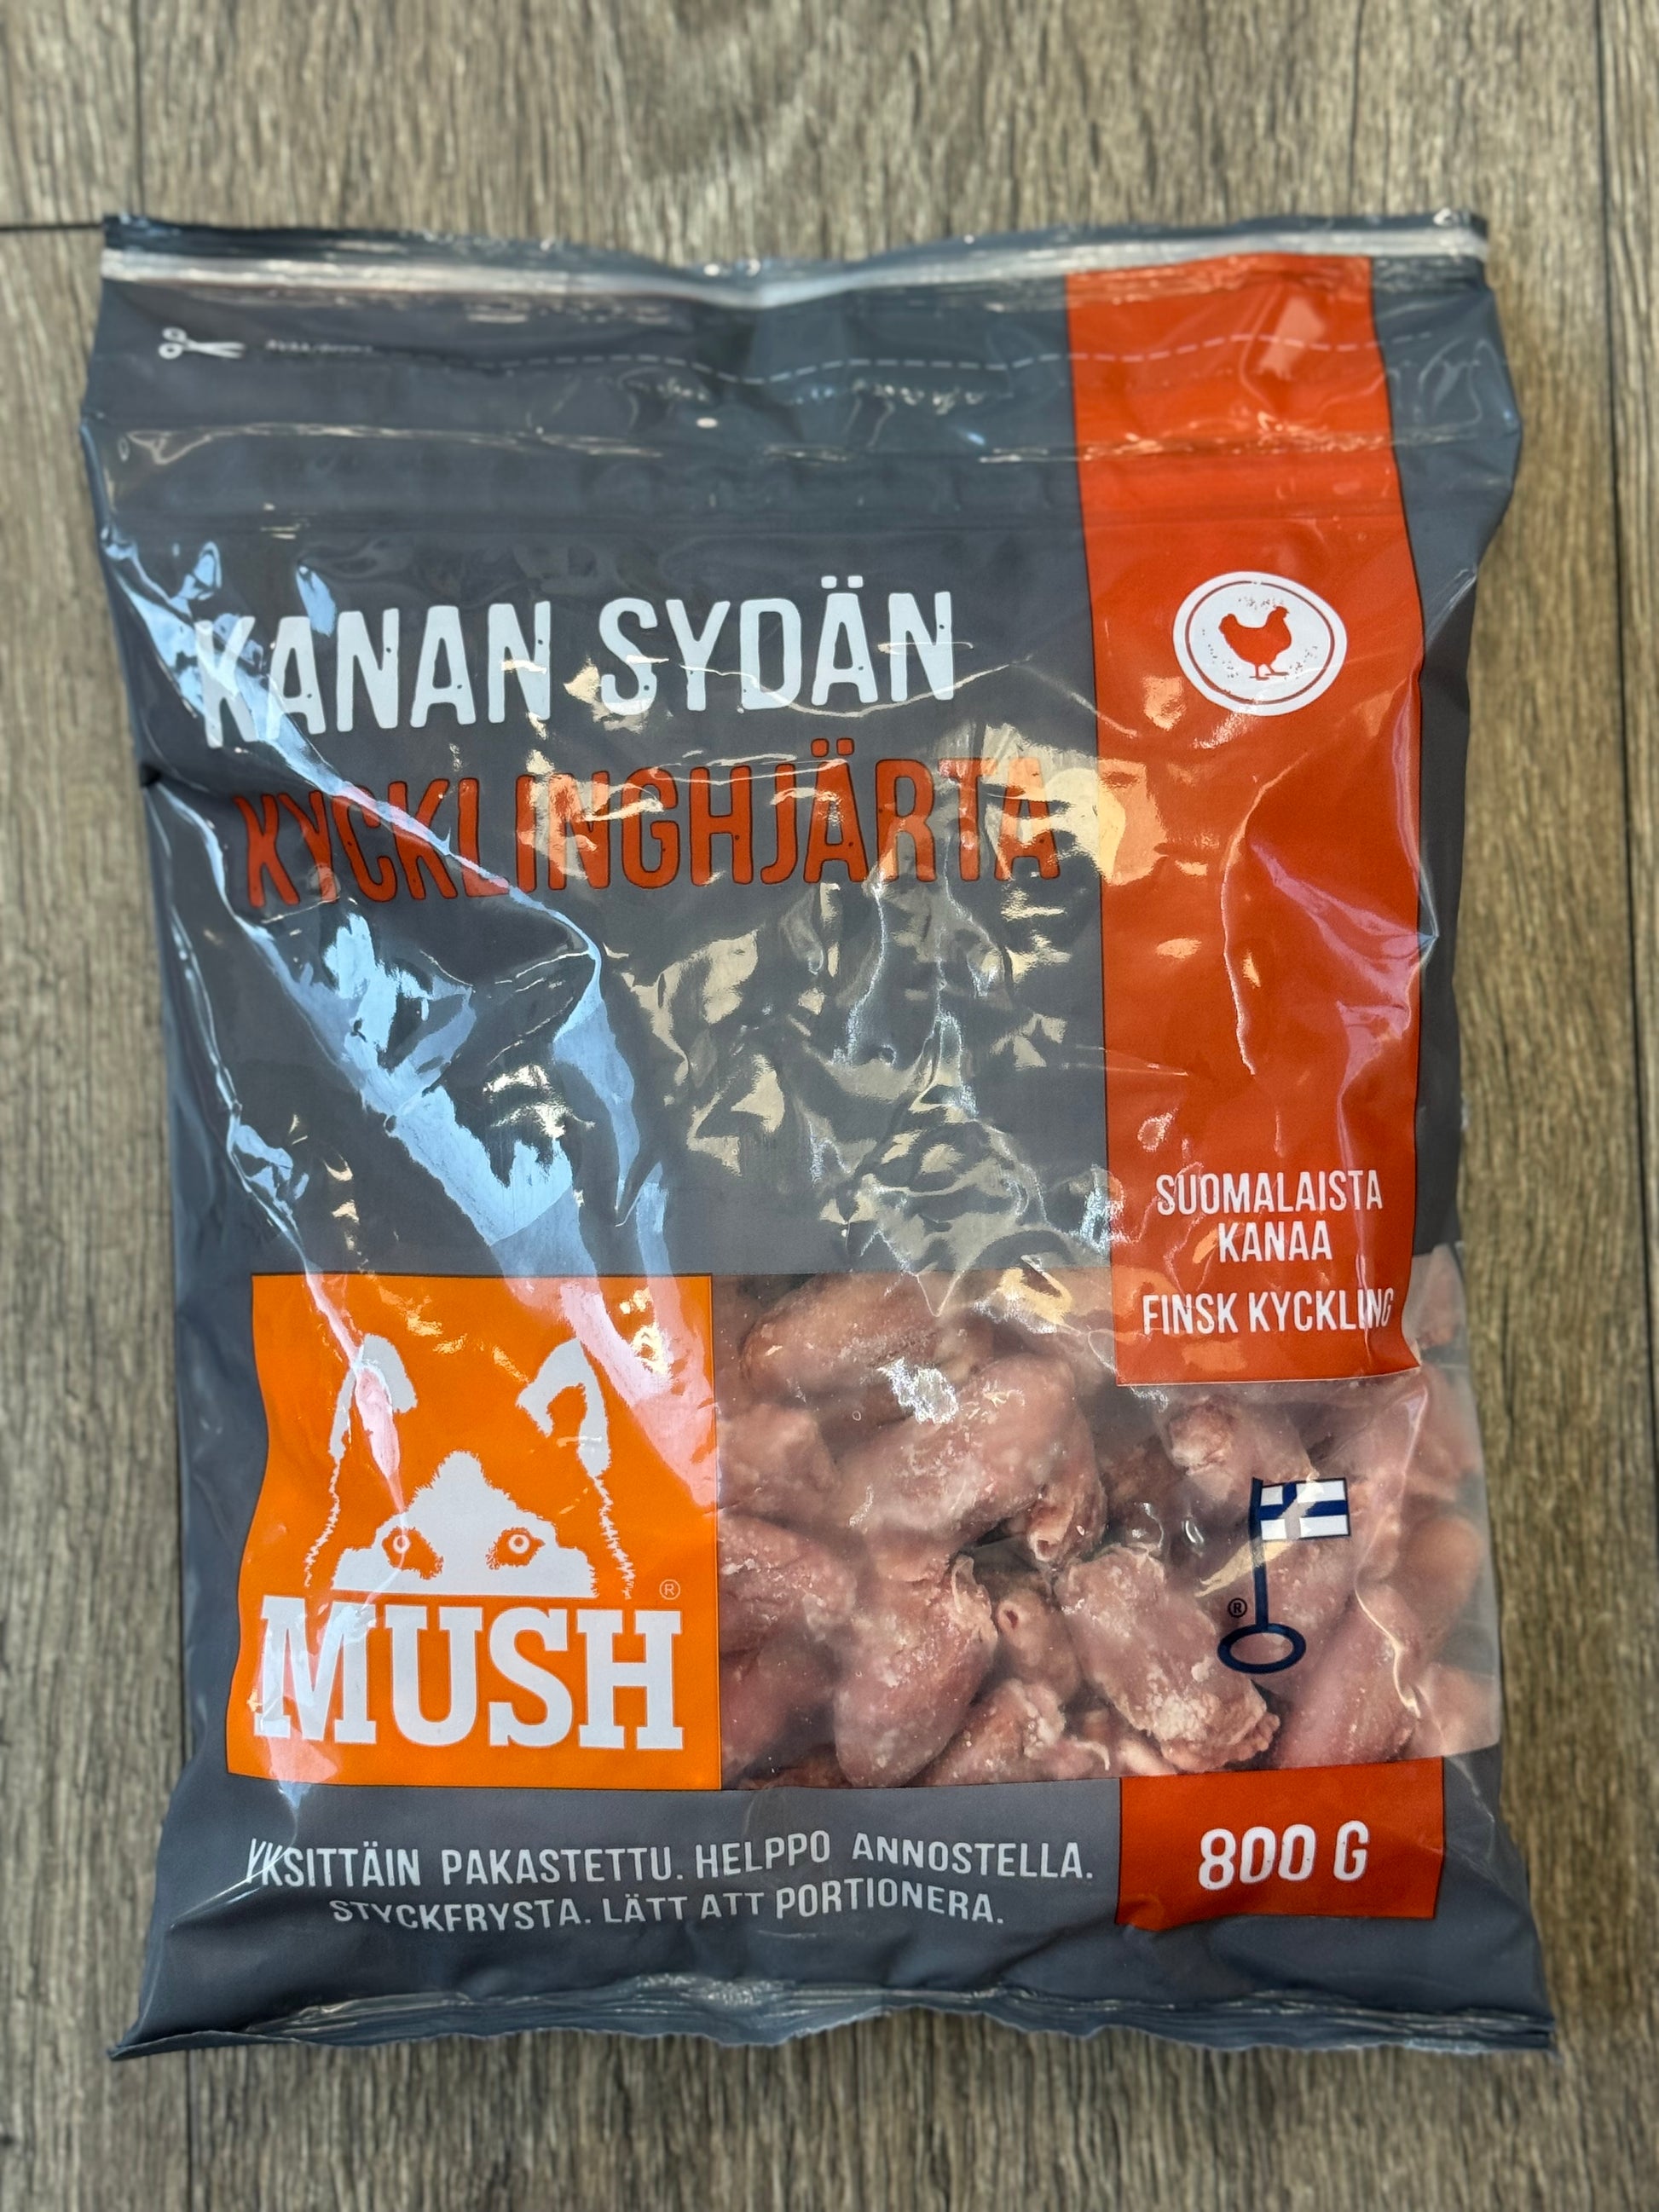 KANAN SYDÄN
KYCKLINGHJÄRTA
SUOMALAISTA
KANAA
FINSK KYCKLING
®
MUSH
®
YKSITTÄIN PAKASTETTU. HELPPO ANNOSTELLA.
STYCKFRYSTA. LÄTT ATT PORTIONERA.
800 G